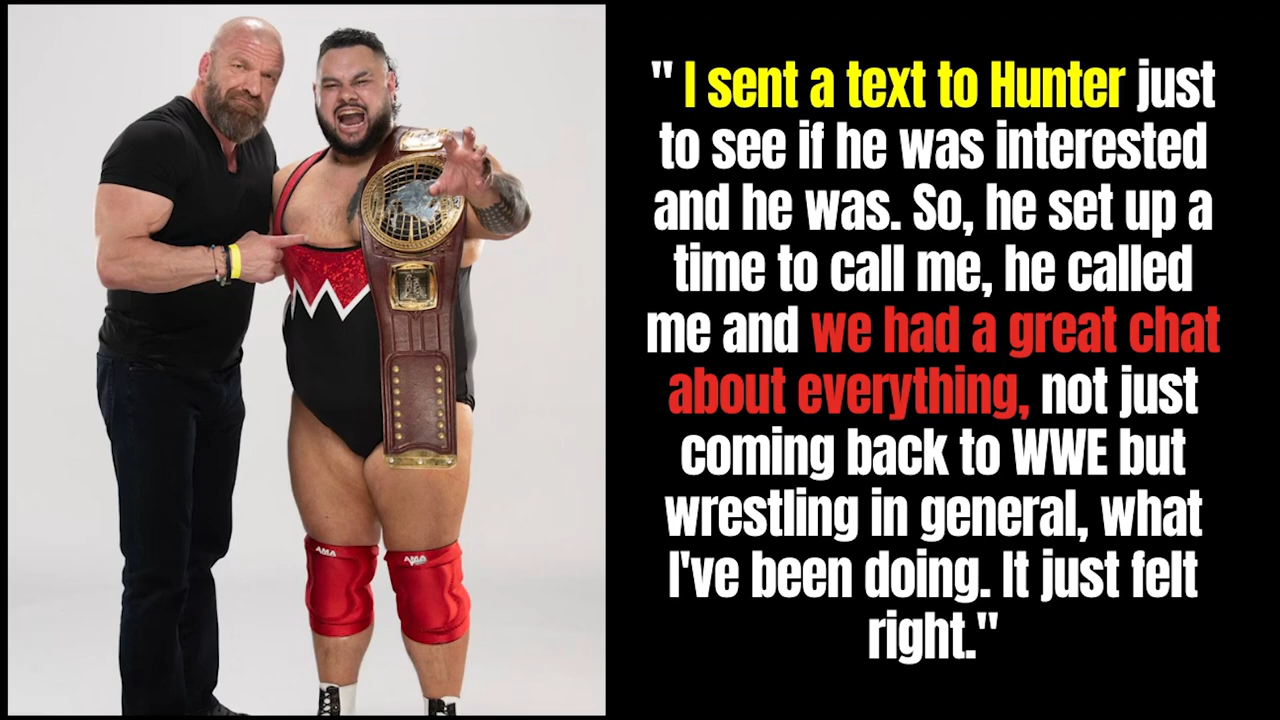 " I sent a text to Hunter just
to see if he was interested
and he was. So, he set up a
time to call me, he called
me and we had a great chat
about everything, not just
coming back to WWE but
wrestling in general, what
I've been doing. It just felt
right."
AMA
AMA